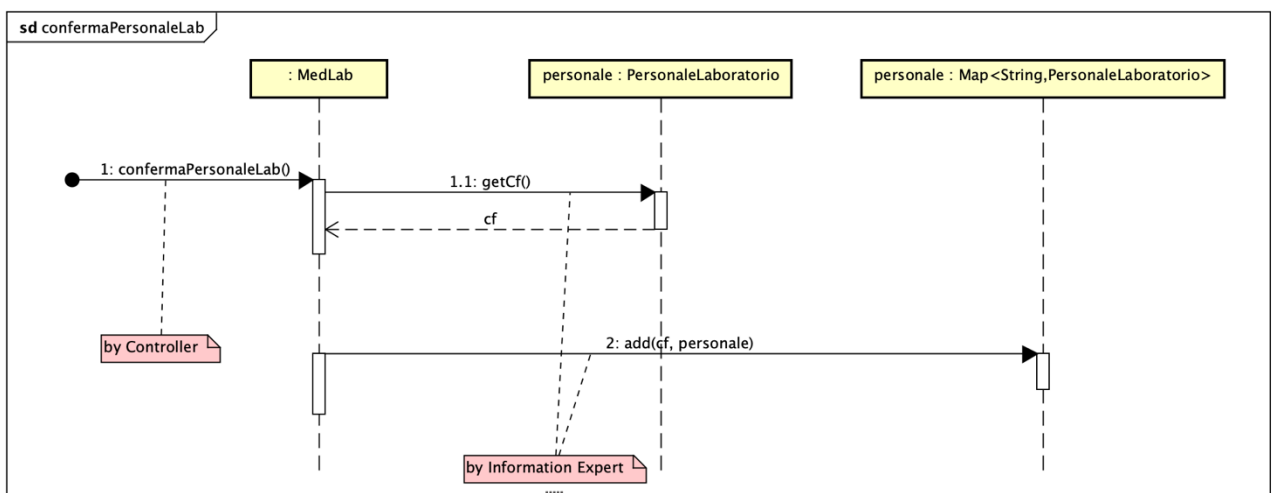 sd confermaPersonaleLab
: MedLab
personale : PersonaleLaboratorio
personale : Map<String,PersonaleLaboratorio>
1: confermaPersonaleLab()
1.1: getCf()
cf
by Controller
2: add(cf, personale)
by Information Expert